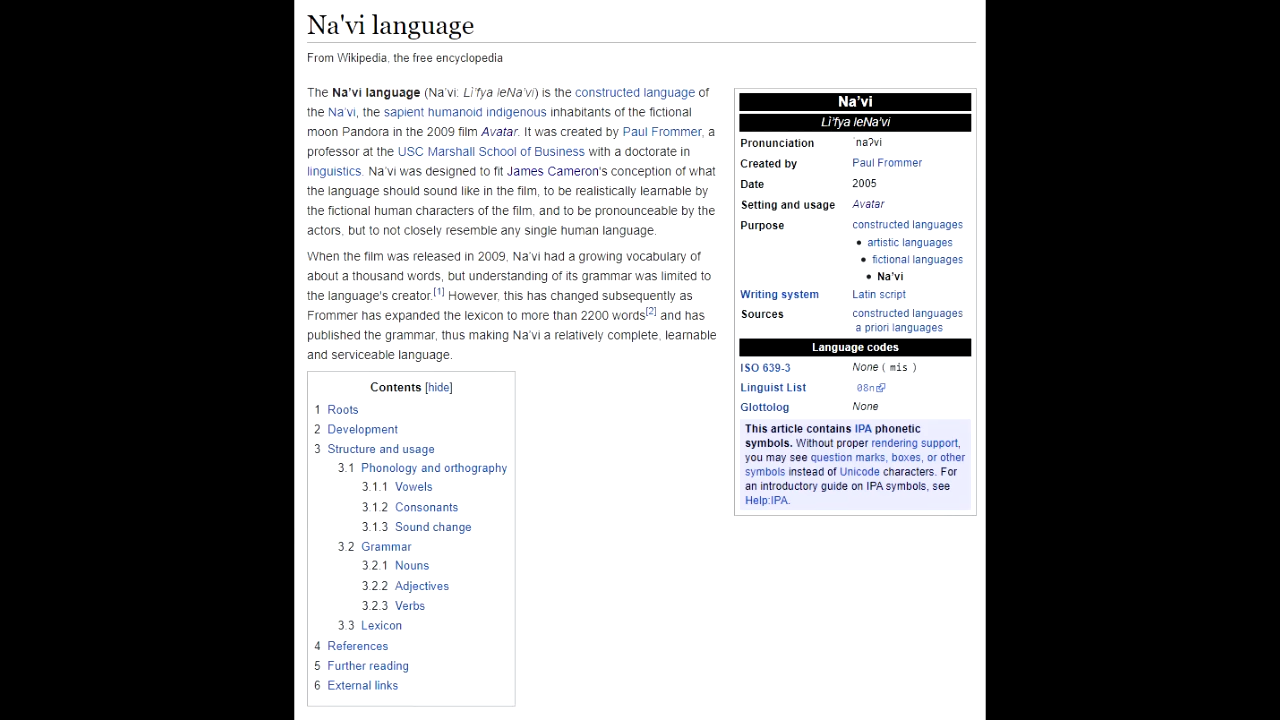 Na'vi language
From Wikipedia, the free encyclopedia
The Na'vi language (Na'vi: Lì'fya leNa'vi) is the constructed language of
the Na'vi, the sapient humanoid indigenous inhabitants of the fictional
moon Pandora in the 2009 film Avatar. It was created by Paul Frommer, a
professor at the USC Marshall School of Business with a doctorate in
linguistics. Na'vi was designed to fit James Cameron's conception of what
the language should sound like in the film, to be realistically learnable by
the fictional human characters of the film, and to be pronounceable by the
actors, but to not closely resemble any single human language.
When the film was released in 2009, Na'vi had a growing vocabulary of
about a thousand words, but understanding of its grammar was limited to
the language's creator.[1] However, this has changed subsequently as
Frommer has expanded the lexicon to more than 2200 words[2] and has
published the grammar, thus making Na'vi a relatively complete, learnable
and serviceable language.
Contents [hide]
1 Roots
2 Development
3 Structure and usage
3.1 Phonology and orthography
3.1.1 Vowels
3.1.2 Consonants
3.1.3 Sound change
3.2 Grammar
3.2.1 Nouns
3.2.2 Adjectives
3.2.3 Verbs
3.3 Lexicon
4 References
5 Further reading
6 External links
Na'vi
Lì'fya leNa'vi
Pronunciation ˈnaʔvi
Created by Paul Frommer
Date 2005
Setting and usage Avatar
Purpose constructed languages
• artistic languages
• fictional languages
• Na'vi
Writing system Latin script
Sources constructed languages
a priori languages
Language codes
ISO 639-3 None ( mis )
Linguist List 08n
Glottolog None
This article contains IPA phonetic
symbols. Without proper rendering support,
you may see question marks, boxes, or other
symbols instead of Unicode characters. For
an introductory guide on IPA symbols, see
Help:IPA.